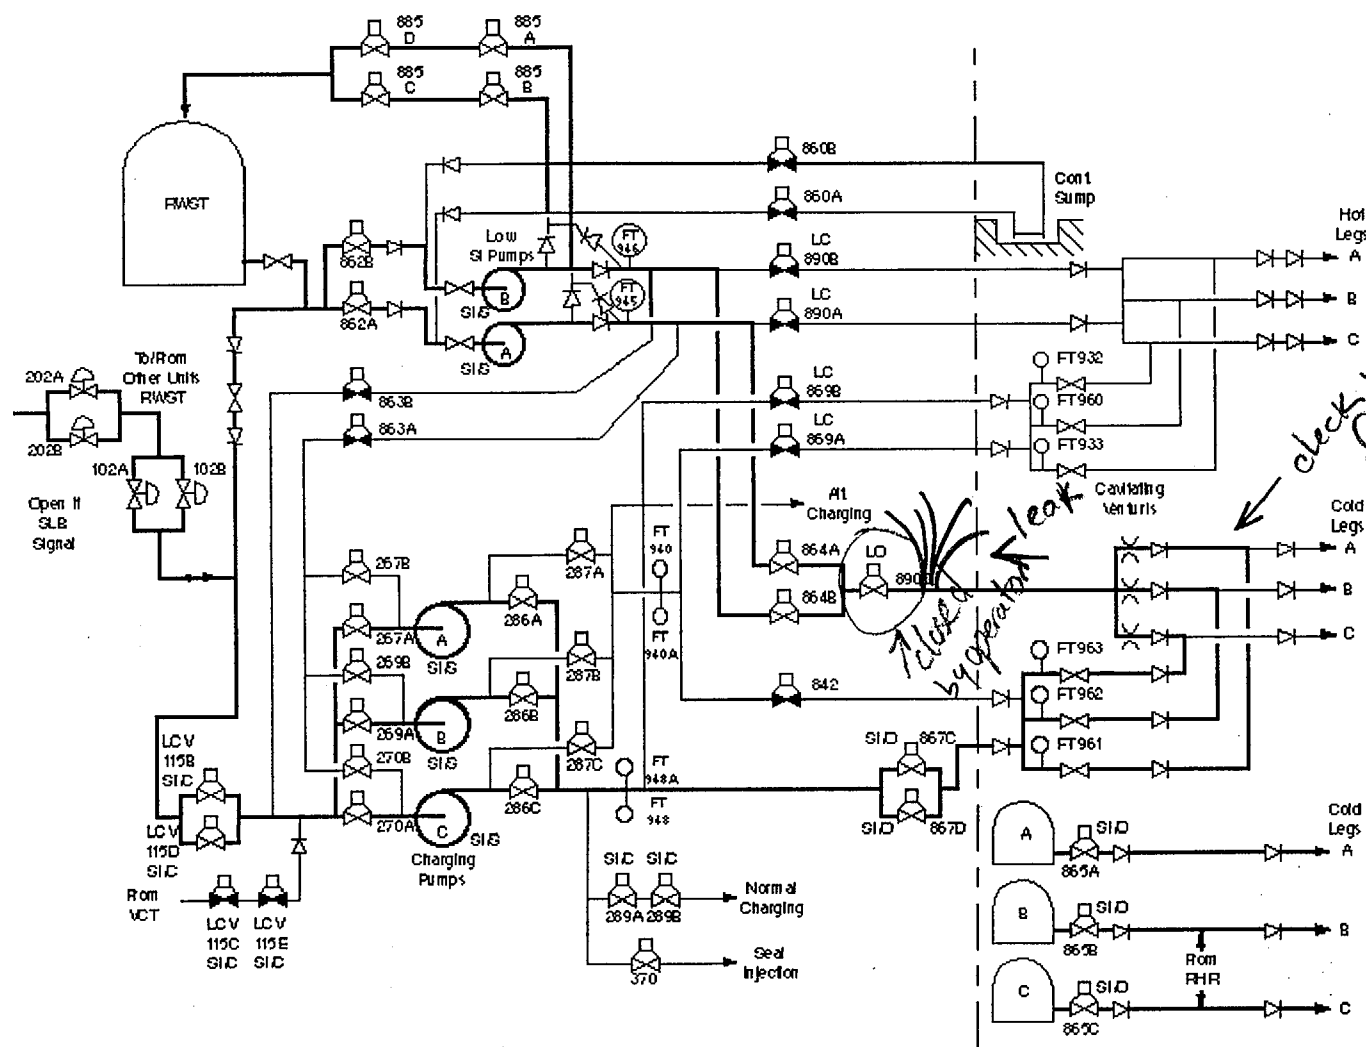 885
D
885
A
885
C
885
B
RWST
862B
862A
Low
SI Pumps
FT
946
FT
945
B
SI/S
A
SI/S
860B
860A
Cont
Sump
LC
890B
LC
890A
Hot
Legs
A
B
C
To/From
Other Units
RWST
202A
202B
102A
102B
Open if
SLB
Signal
863B
863A
LC
869B
LC
869A
FT932
FT960
FT933
Cavitating
Venturis
check
Alt
Charging
leak
864A
LO
864B
closed
by operator
Cold
Legs
A
B
C
267B
267A
A
SI/S
269B
269A
B
SI/S
270B
270A
C
SI/S
Charging
Pumps
287A
286A
287B
286B
287C
286C
FT
940
FT
940A
FT
948A
FT
948
842
FT963
FT962
FT961
SI/D
867C
SI/D
867D
LCV
115B
SI/C
LCV
115D
SI/C
From
VCT
LCV
115C
SI/C
LCV
115E
SI/C
SI/C
SI/C
289A
289B
Normal
Charging
370
Seal
Injection
A
SI/D
865A
Cold
Legs
A
B
SI/D
865B
B
From
RHR
C
SI/D
865C
C